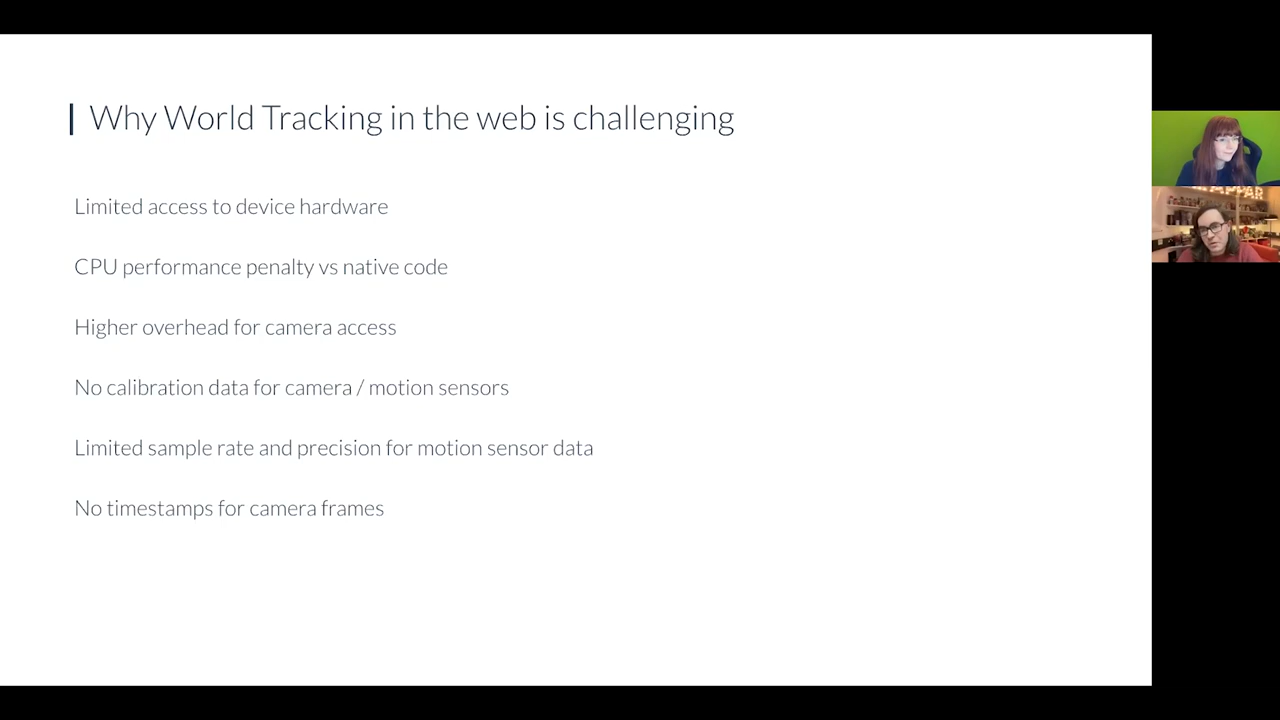 Why World Tracking in the web is challenging
Limited access to device hardware
CPU performance penalty vs native code
Higher overhead for camera access
No calibration data for camera / motion sensors
Limited sample rate and precision for motion sensor data
No timestamps for camera frames